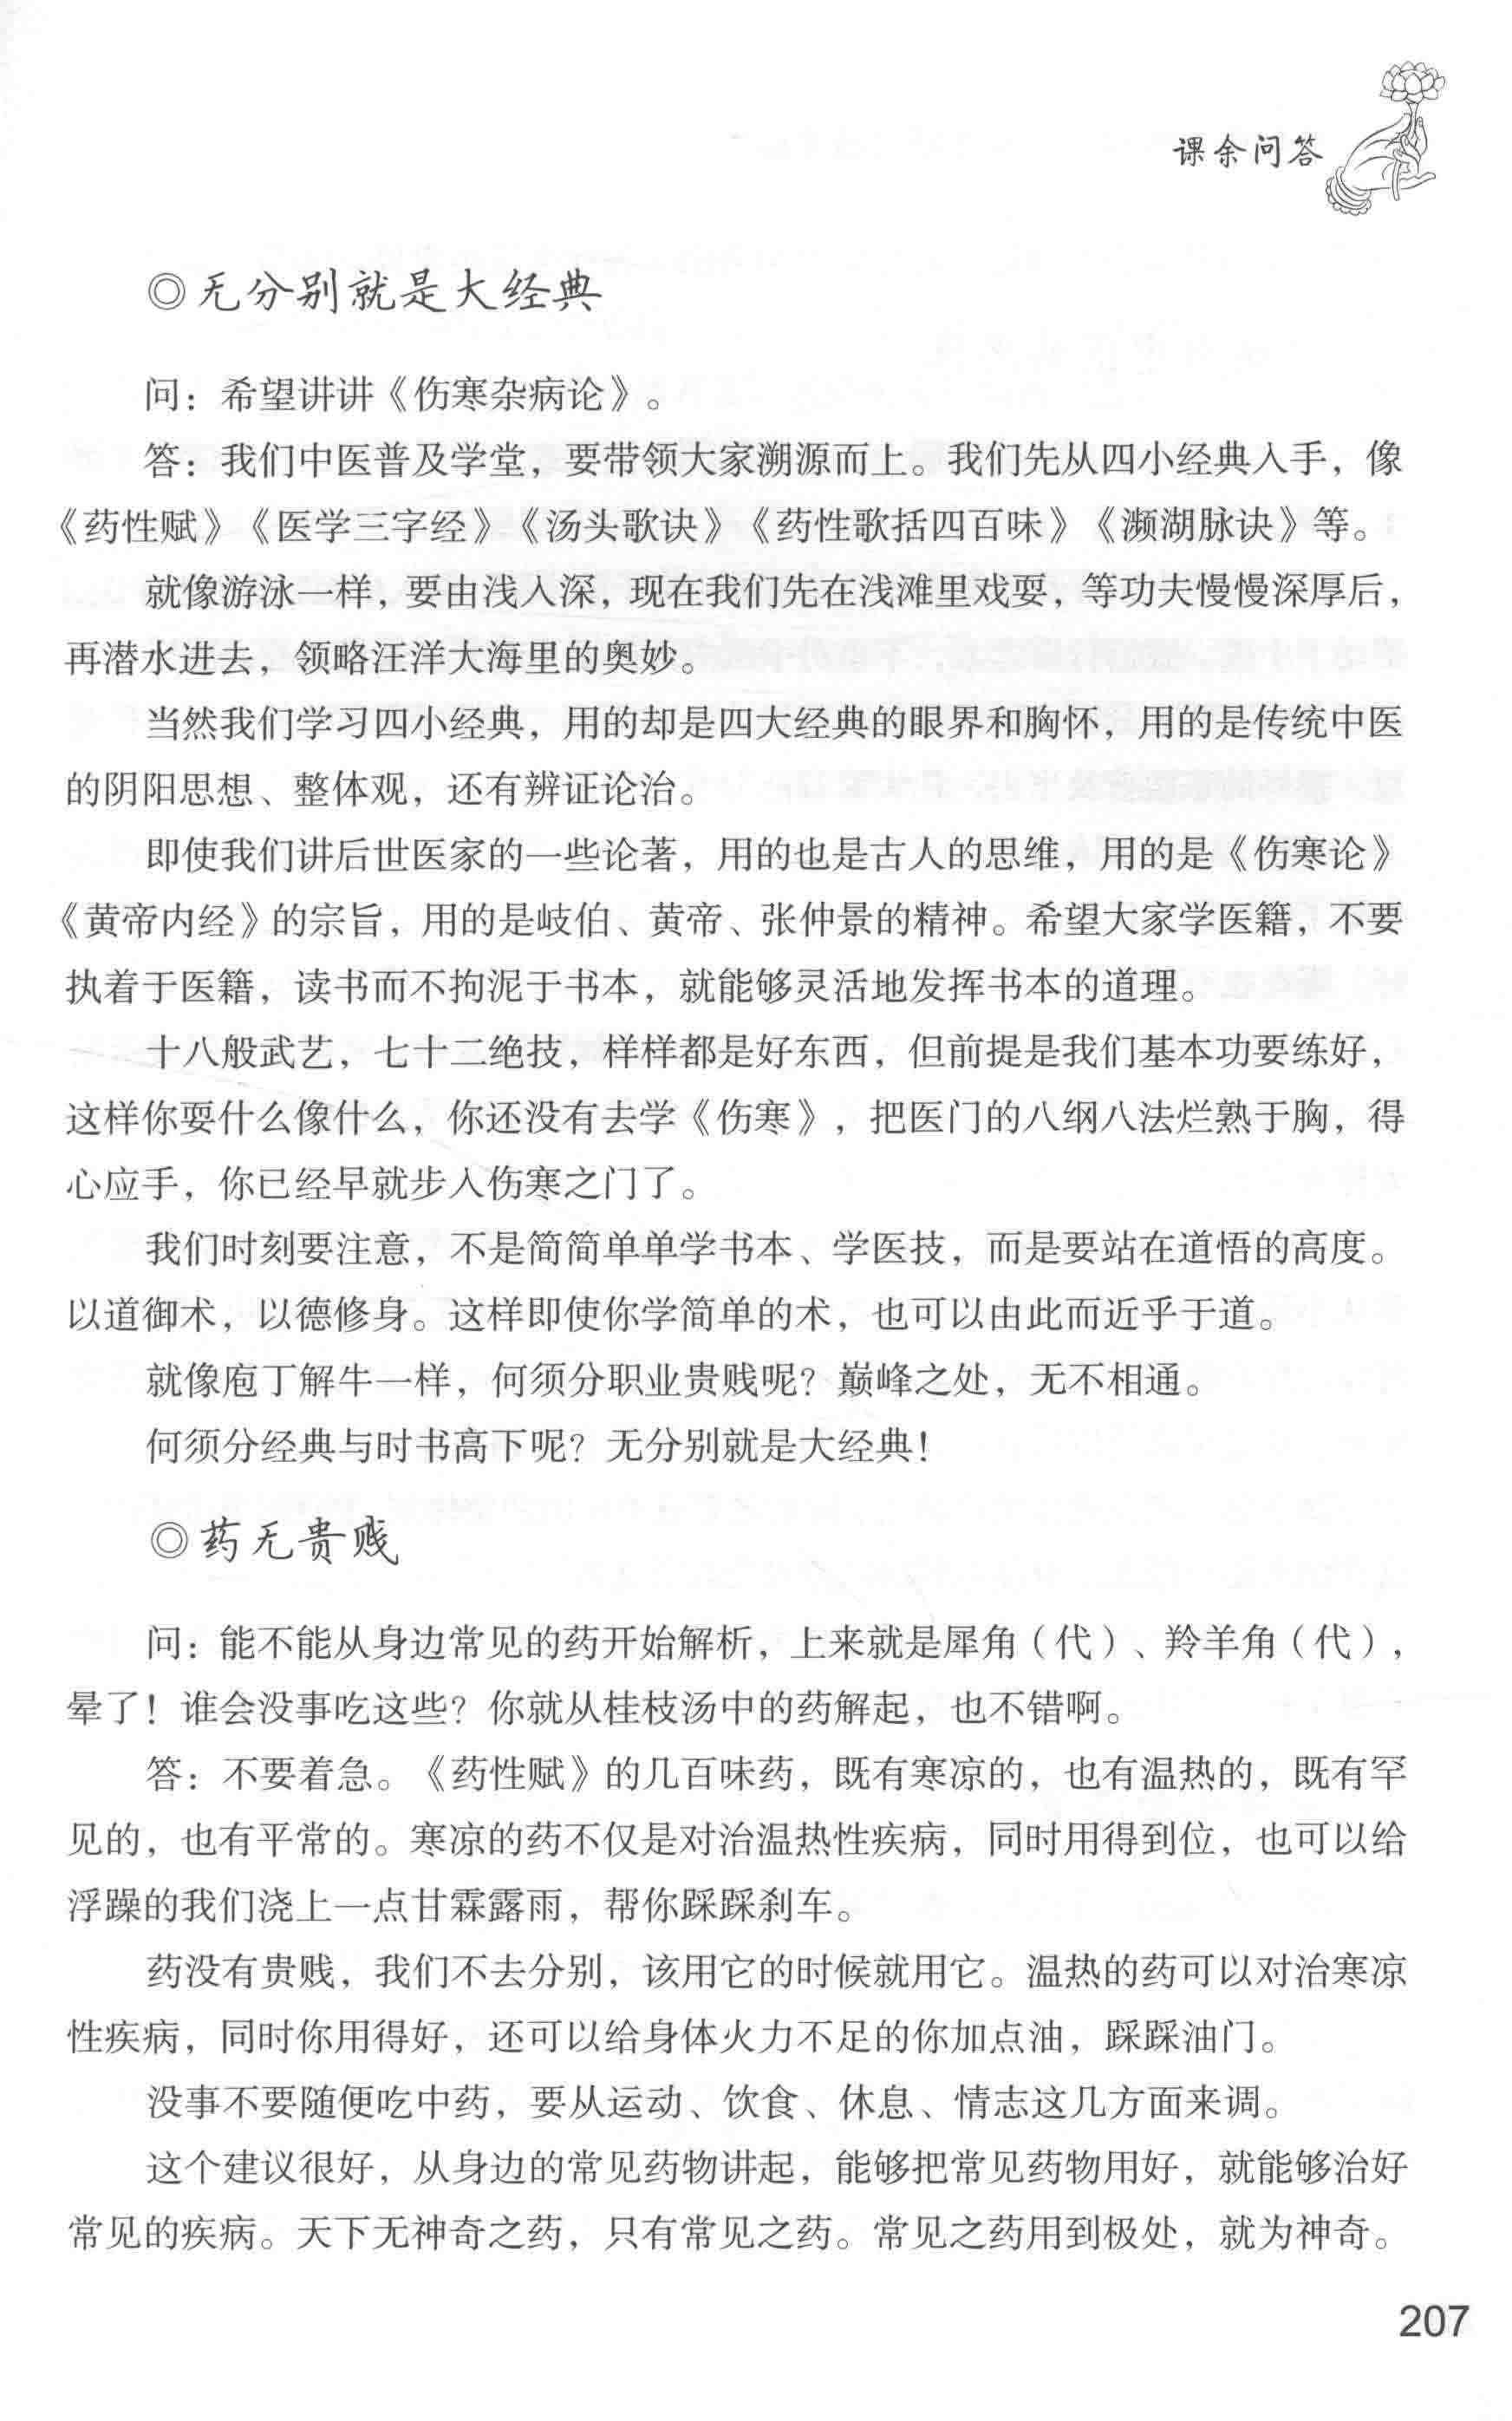 课余问答
◎无分别就是大经典
问：希望讲讲《伤寒杂病论》。
答：我们中医普及学堂，要带领大家溯源而上。我们先从四小经典入手，像
《药性赋》《医学三字经》《汤头歌诀》《药性歌括四百味》《濒湖脉诀》等。
就像游泳一样，要由浅入深，现在我们先在浅滩里戏耍，等功夫慢慢深厚后，
再潜水进去，领略汪洋大海里的奥妙。
当然我们学习四小经典，用的却是四大经典的眼界和胸怀，用的是传统中医
的阴阳思想、整体观，还有辨证论治。
即使我们讲后世医家的一些论著，用的也是古人的思维，用的是《伤寒论》
《黄帝内经》的宗旨，用的是岐伯、黄帝、张仲景的精神。希望大家学医籍，不要
执着于医籍，读书而不拘泥于书本，就能够灵活地发挥书本的道理。
十八般武艺，七十二绝技，样样都是好东西，但前提是我们基本功要练好，
这样你耍什么像什么，你还没有去学《伤寒》，把医门的八纲八法烂熟于胸，得
心应手，你已经早就步入伤寒之门了。
我们时刻要注意，不是简简单单学书本、学医技，而是要站在道悟的高度。
以道御术，以德修身。这样即使你学简单的术，也可以由此而近乎于道。
就像庖丁解牛一样，何须分职业贵贱呢？巅峰之处，无不相通。
何须分经典与时书高下呢？无分别就是大经典！
◎药无贵贱
问：能不能从身边常见的药开始解析，上来就是犀角（代）、羚羊角（代），
晕了！谁会没事吃这些？你就从桂枝汤中的药解起，也不错啊。
答：不要着急。《药性赋》的几百味药，既有寒凉的，也有温热的，既有罕
见的，也有平常的。寒凉的药不仅是对治温热性疾病，同时用得到位，也可以给
浮躁的我们浇上一点甘霖露雨，帮你踩踩刹车。
药没有贵贱，我们不去分别，该用它的时候就用它。温热的药可以对治寒凉
性疾病，同时你用得好，还可以给身体火力不足的你加点油，踩踩油门。
没事不要随便吃中药，要从运动、饮食、休息、情志这几方面来调。
这个建议很好，从身边的常见药物讲起，能够把常见药物用好，就能够治好
常见的疾病。天下无神奇之药，只有常见之药。常见之药用到极处，就为神奇。
207